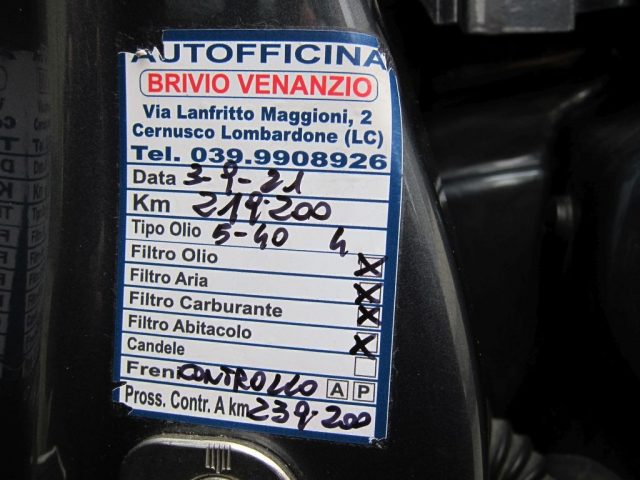 AUTOFFICINA
BRIVIO VENANZIO
Via Lanfritto Maggioni, 2
Cernusco Lombardone (LC)
Tel. 039.9908926
Data 3-9-21
Km 219.200
Tipo Olio 5-40 4
Filtro Olio X
Filtro Aria X
Filtro Carburante X
Filtro Abitacolo X
Candele
Freni CONTROLLO A P
Pross. Contr. A km 239.200